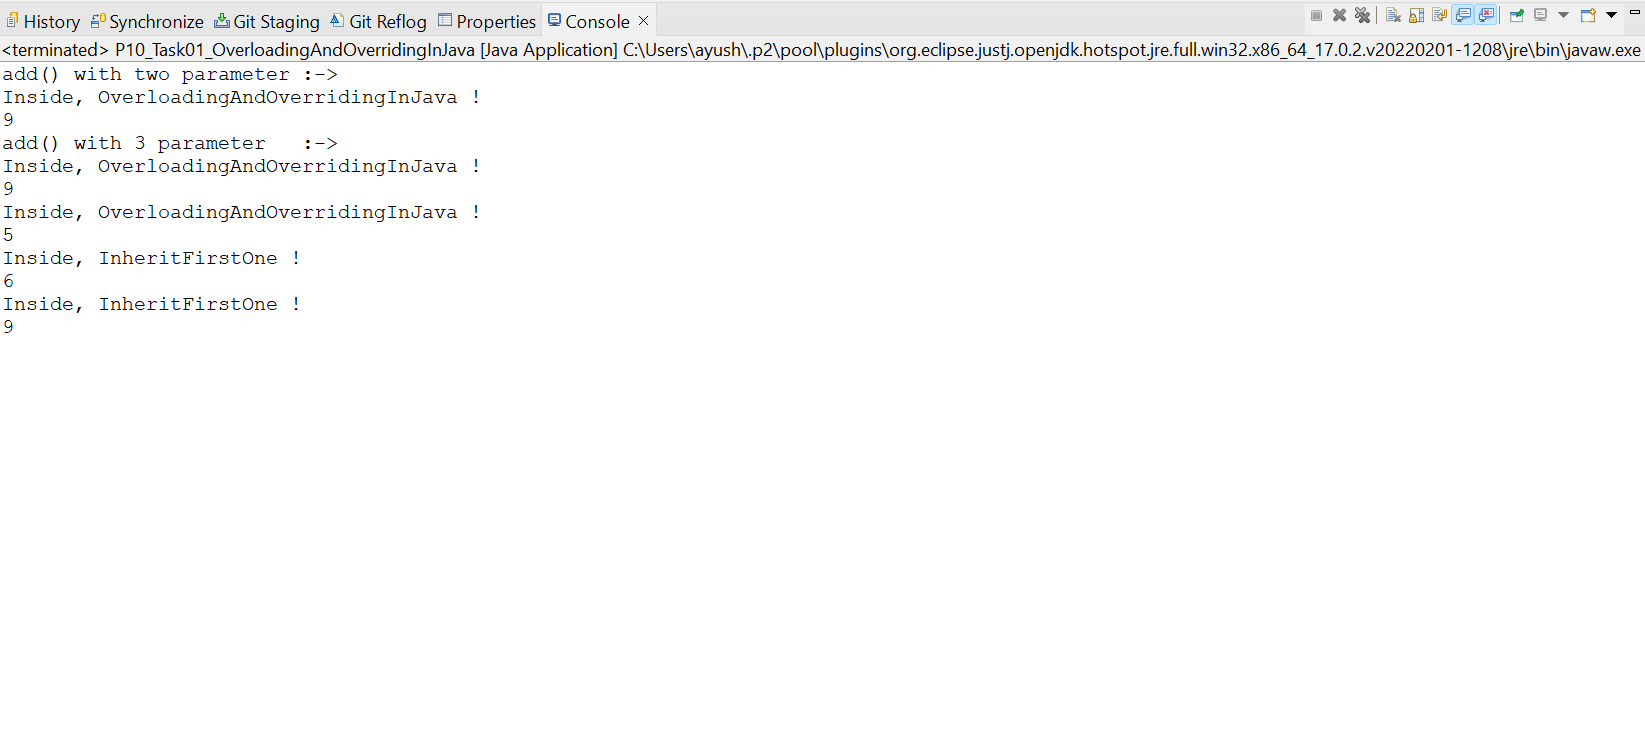 History Synchronize Git Staging Git Reflog Properties Console
<terminated> P10_Task01_OverloadingAndOverridingInJava [Java Application] C:\Users\ayush\.p2\pool\plugins\org.eclipse.justj.openjdk.hotspot.jre.full.win32.x86_64_17.0.2.v20220201-1208\jre\bin\javaw.exe
add() with two parameter :->
Inside, OverloadingAndOverridingInJava !
9
add() with 3 parameter   :->
Inside, OverloadingAndOverridingInJava !
9
Inside, OverloadingAndOverridingInJava !
5
Inside, InheritFirstOne !
6
Inside, InheritFirstOne !
9